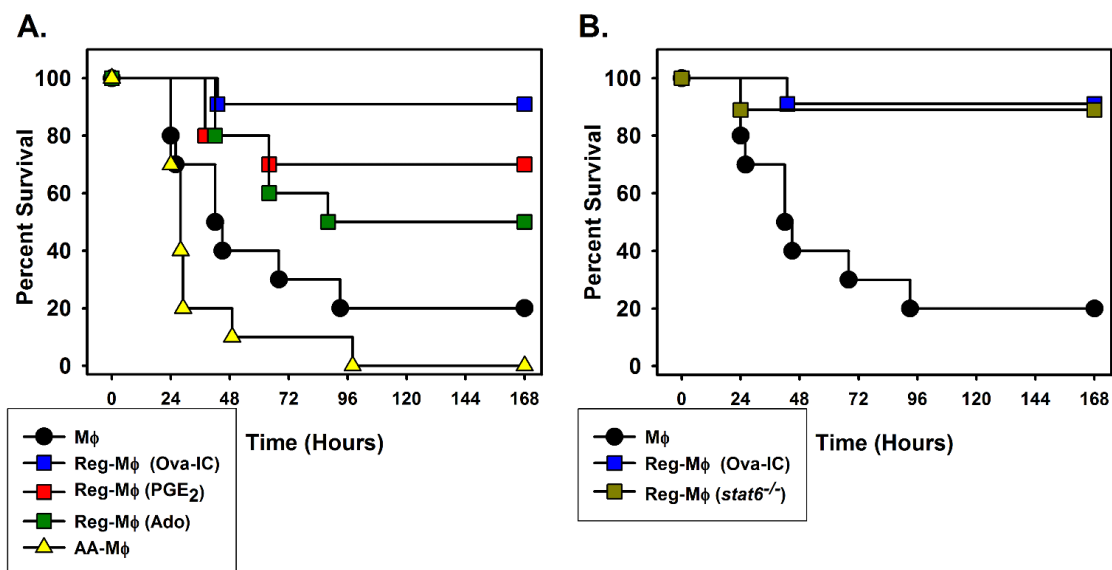 A.
Percent Survival
100
80
60
40
20
0
0 24 48 72 96 120 144 168
Time (Hours)
Mϕ
Reg-Mϕ (Ova-IC)
Reg-Mϕ (PGE2)
Reg-Mϕ (Ado)
AA-Mϕ
B.
Percent Survival
100
80
60
40
20
0
0 24 48 72 96 120 144 168
Time (Hours)
Mϕ
Reg-Mϕ (Ova-IC)
Reg-Mϕ (stat6-/-)